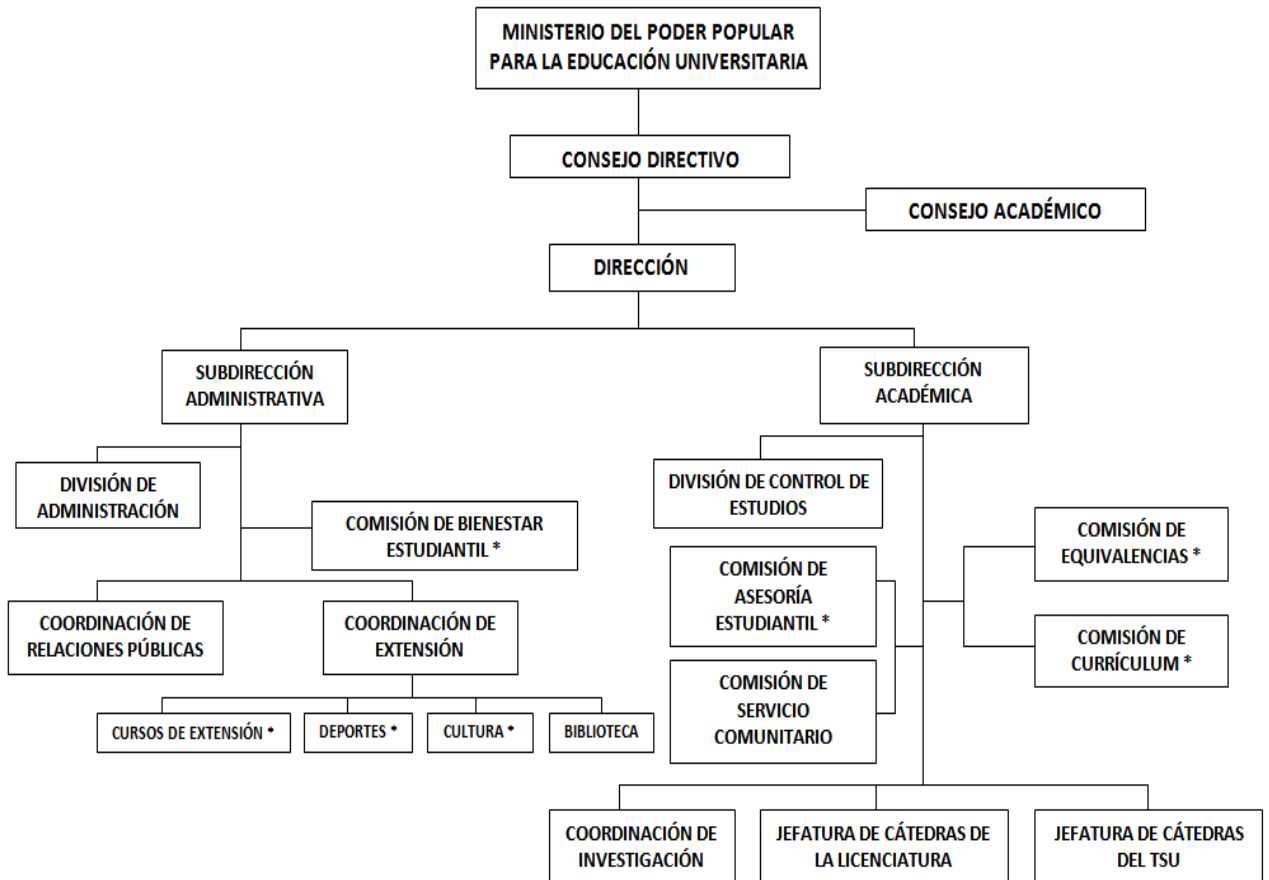 MINISTERIO DEL PODER POPULAR
PARA LA EDUCACIÓN UNIVERSITARIA
CONSEJO DIRECTIVO
CONSEJO ACADÉMICO
DIRECCIÓN
SUBDIRECCIÓN
ADMINISTRATIVA
SUBDIRECCIÓN
ACADÉMICA
DIVISIÓN DE
ADMINISTRACIÓN
COMISIÓN DE BIENESTAR
ESTUDIANTIL *
DIVISIÓN DE CONTROL DE
ESTUDIOS
COMISIÓN DE
EQUIVALENCIAS *
COMISIÓN DE
ASESORÍA
ESTUDIANTIL *
COORDINACIÓN DE
RELACIONES PÚBLICAS
COORDINACIÓN DE
EXTENSIÓN
COMISIÓN DE
CURRÍCULUM *
COMISIÓN DE
SERVICIO
COMUNITARIO
CURSOS DE EXTENSIÓN *
DEPORTES *
CULTURA *
BIBLIOTECA
COORDINACIÓN DE
INVESTIGACIÓN
JEFATURA DE CÁTEDRAS DE
LA LICENCIATURA
JEFATURA DE CÁTEDRAS
DEL TSU